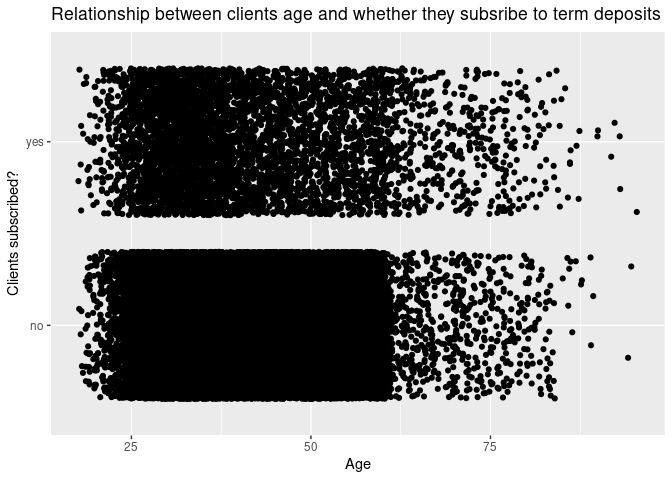 Relationship between clients age and whether they subsribe to term deposits
yes
no
Clients subscribed?
25
50
75
Age